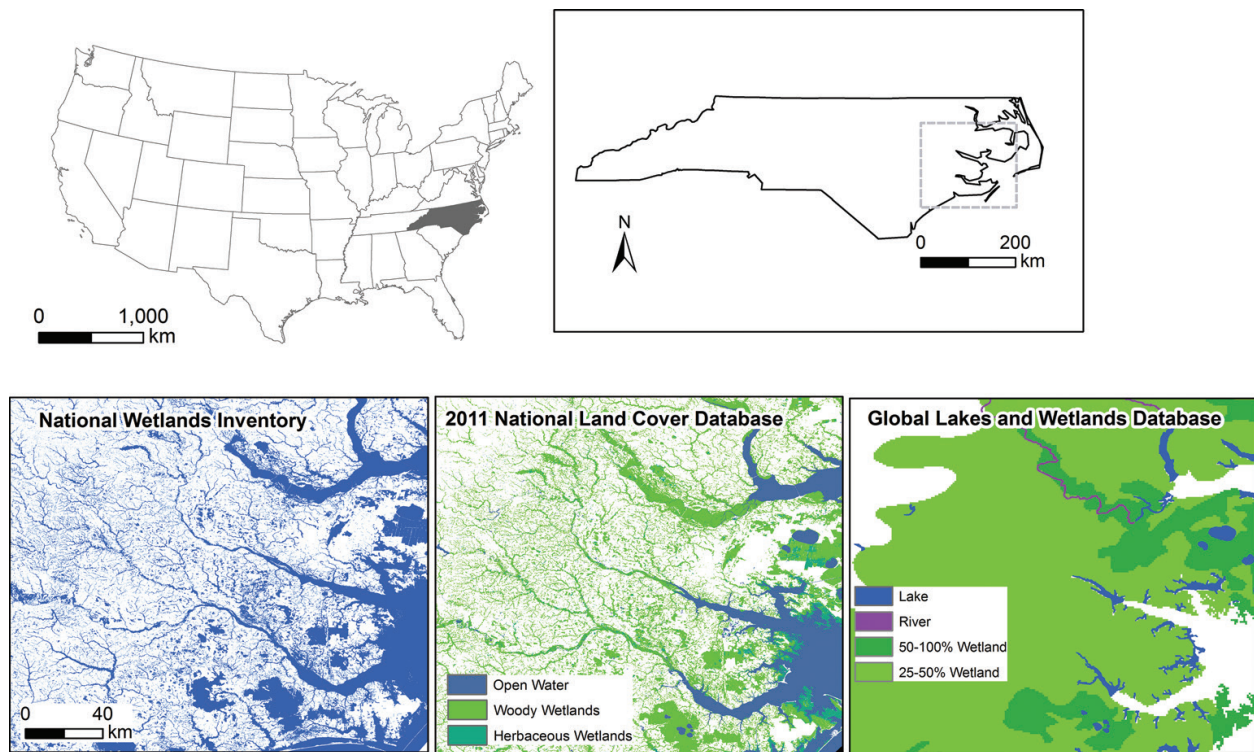 0 1,000
km
N
0 200
km
National Wetlands Inventory
0 40
km
2011 National Land Cover Database
Open Water
Woody Wetlands
Herbaceous Wetlands
Global Lakes and Wetlands Database
Lake
River
50-100% Wetland
25-50% Wetland